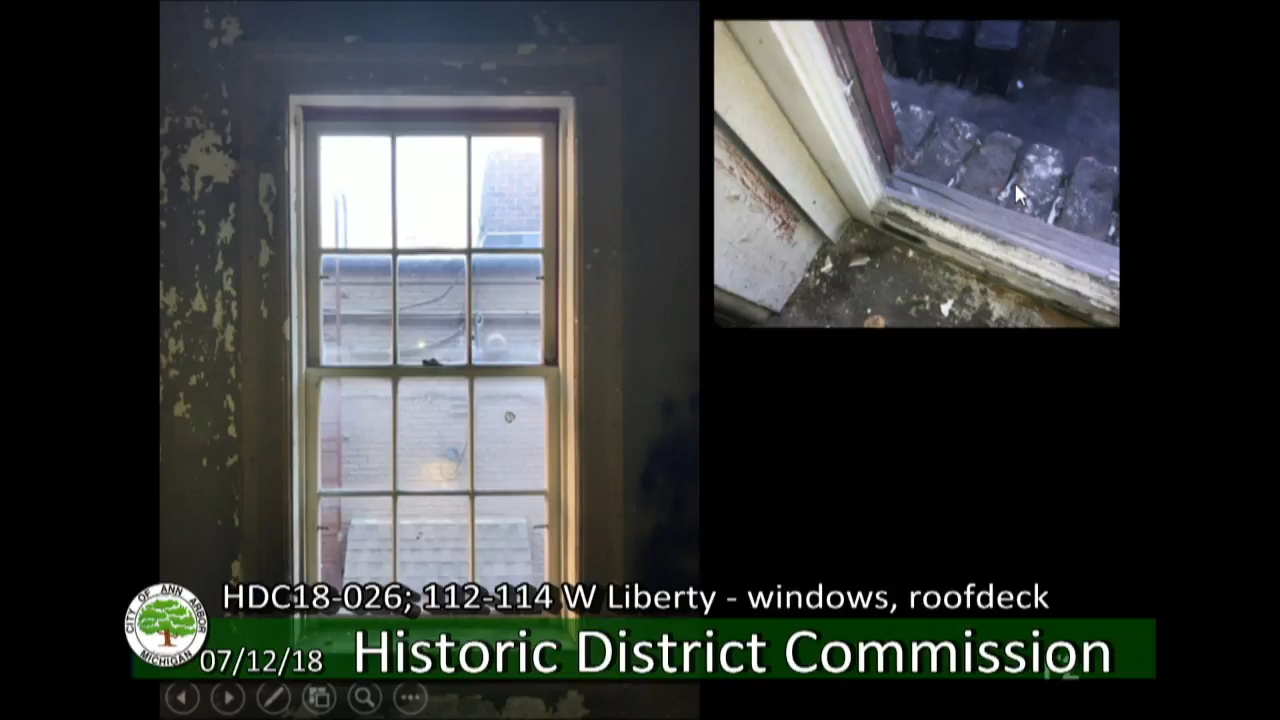 HDC18-026; 112-114 W Liberty - windows, roofdeck
CITY OF ANN ARBOR
MICHIGAN
07/12/18
Historic District Commission